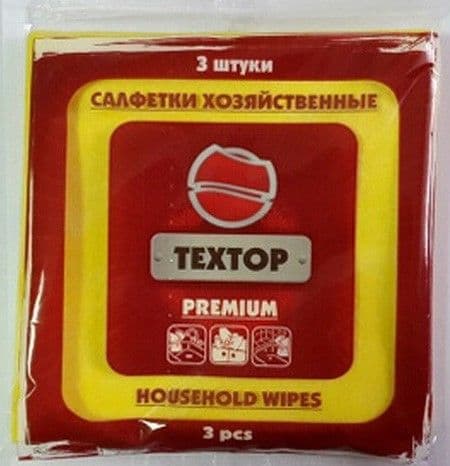 3 штуки
САЛФЕТКИ ХОЗЯЙСТВЕННЫЕ
TEXTOP
PREMIUM
HOUSEHOLD WIPES
3 pcs